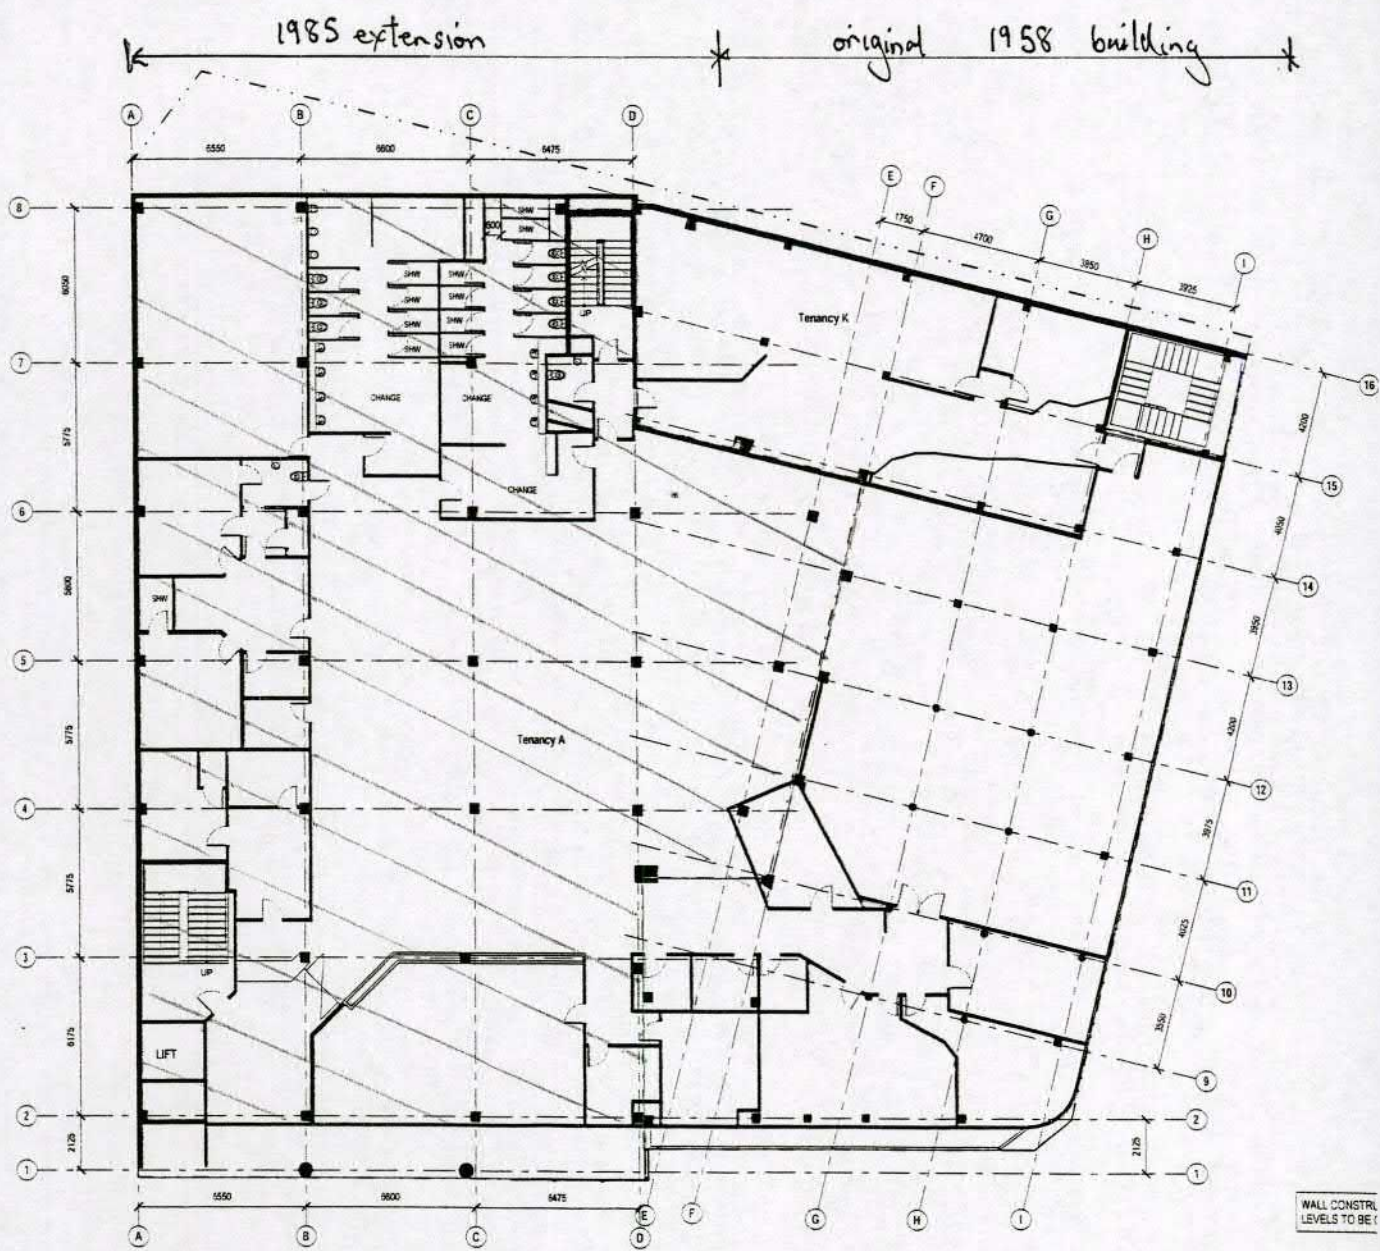 1985 extension
original 1958 building
A B C D
6550 6600 6475
E F G H I
1750 4700 3850 3925
8
SHW
SHW
600
6050
SHW SHW
SHW
SHW SHW
SHW SHW
SHW
UP
Tenancy K
7
16
CHANGE CHANGE
4200
5775
15
CHANGE
6
4050
14
5600
SHW
3950
5
13
4200
5775
Tenancy A
12
4
3975
11
5775
4025
3
UP
10
3550
6175
LIFT
9
2 2
2125 2125
1 1
6550 6600 6475
A B C D E F G H I
WALL CONSTRU
LEVELS TO BE